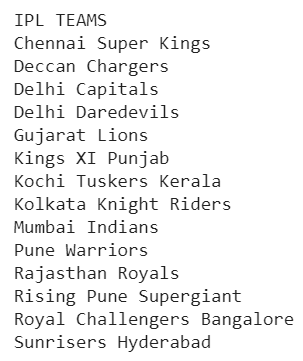 IPL TEAMS
Chennai Super Kings
Deccan Chargers
Delhi Capitals
Delhi Daredevils
Gujarat Lions
Kings XI Punjab
Kochi Tuskers Kerala
Kolkata Knight Riders
Mumbai Indians
Pune Warriors
Rajasthan Royals
Rising Pune Supergiant
Royal Challengers Bangalore
Sunrisers Hyderabad